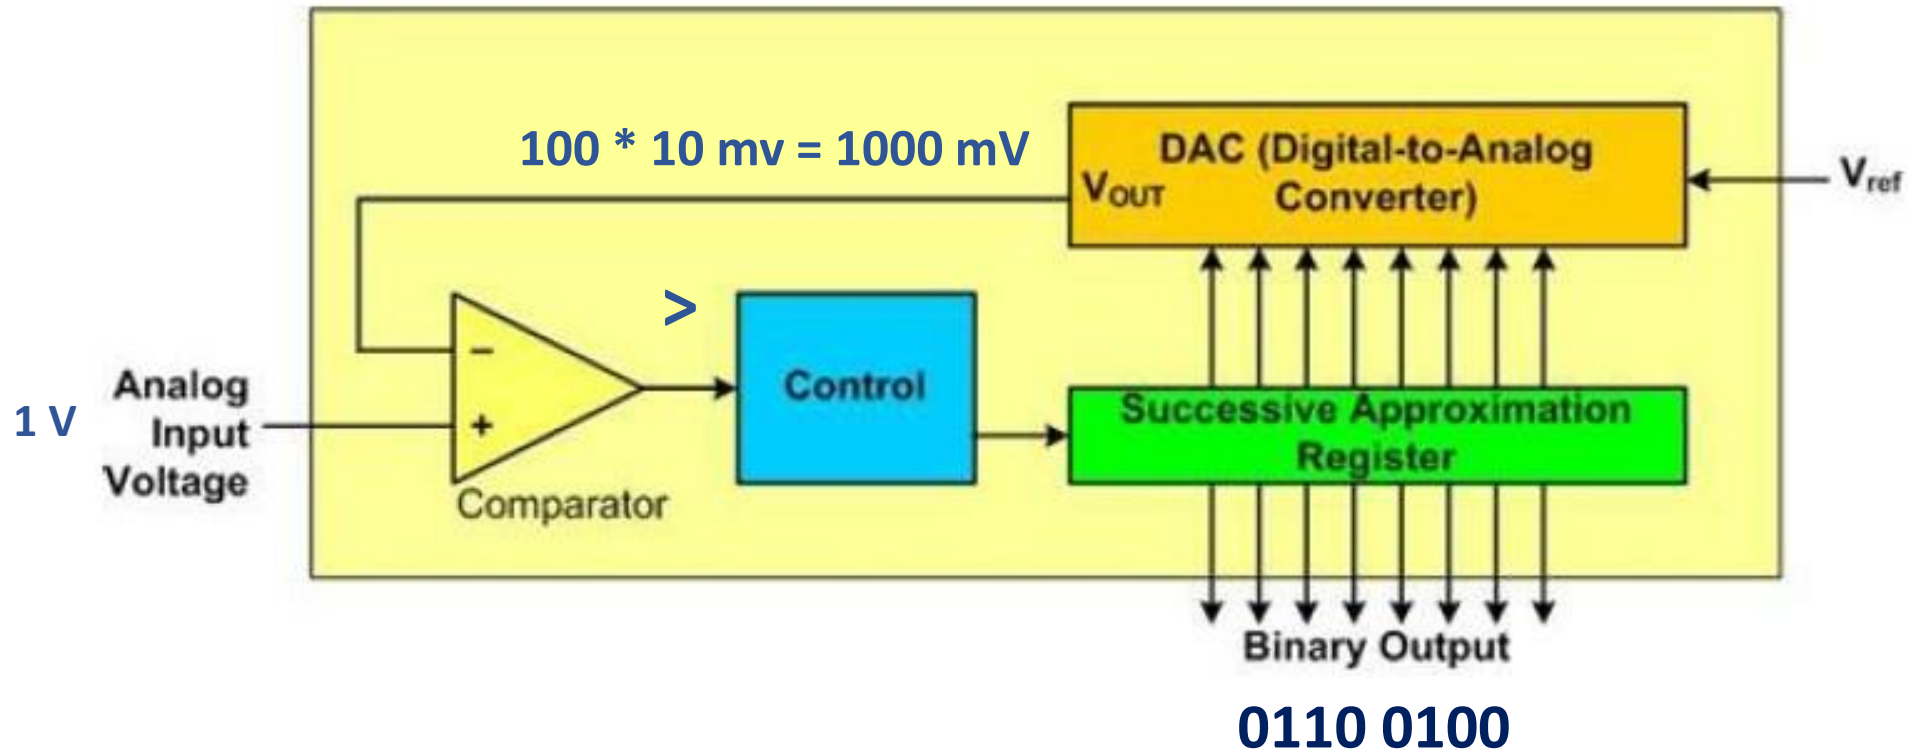 100 * 10 mv = 1000 mV
DAC (Digital-to-Analog
Converter)
VOUT
Vref
>
−
+
Control
1 V
Analog
Input
Voltage
Comparator
Successive Approximation
Register
Binary Output
0110 0100